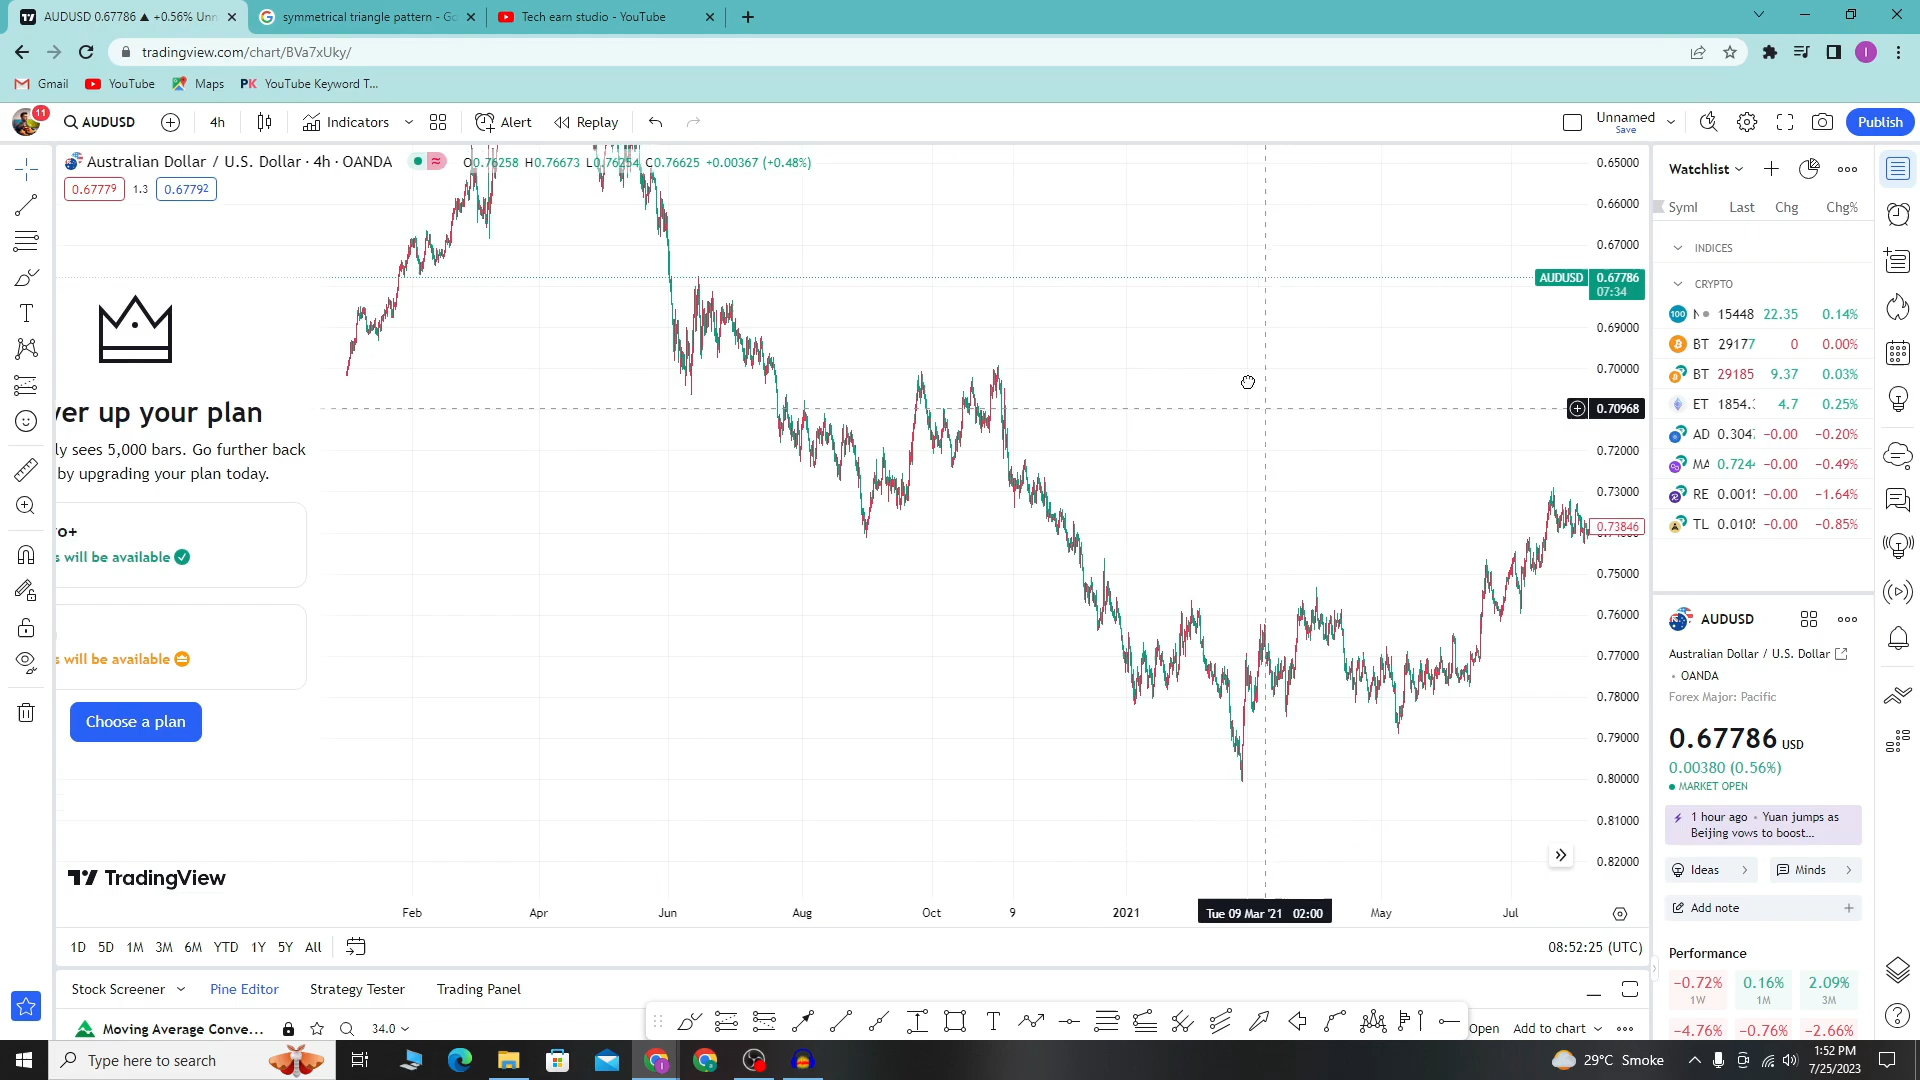 AUDUSD 0.67786 ▲ +0.56% Unn
symmetrical triangle pattern - Go
Tech earn studio - YouTube
tradingview.com/chart/BVa7xUky/
I
Gmail
YouTube
Maps
PK YouTube Keyword T...
11
AUDUSD
4h
Indicators
Alert
Replay
Unnamed
Save
Publish
Australian Dollar / U.S. Dollar · 4h · OANDA
O0.76258 H0.76673 L0.76254 C0.76625 +0.00367 (+0.48%)
0.67779
1.3
0.67792
er up your plan
ly sees 5,000 bars. Go further back
by upgrading your plan today.
ro+
s will be available
s will be available
Choose a plan
TradingView
0.65000
0.66000
0.67000
AUDUSD
0.67786
07:34
0.69000
0.70000
0.70968
0.72000
0.73000
0.73846
0.75000
0.76000
0.77000
0.78000
0.79000
0.80000
0.81000
0.82000
Feb
Apr
Jun
Aug
Oct
9
2021
Tue 09 Mar '21 02:00
May
Jul
1D 5D 1M 3M 6M YTD 1Y 5Y All
08:52:25 (UTC)
Stock Screener
Pine Editor
Strategy Tester
Trading Panel
Moving Average Conve...
34.0
Open
Add to chart
Watchlist
Syml Last Chg Chg%
INDICES
CRYPTO
100 N 15448 22.35 0.14%
BT 29177 0 0.00%
BT 29185 9.37 0.03%
ET 1854. 4.7 0.25%
AD 0.304 −0.00 −0.20%
MA 0.724 −0.00 −0.49%
RE 0.0015 −0.00 −1.64%
TL 0.0105 −0.00 −0.85%
AUDUSD
Australian Dollar / U.S. Dollar
• OANDA
Forex Major: Pacific
0.67786 USD
0.00380 (0.56%)
MARKET OPEN
1 hour ago • Yuan jumps as
Beijing vows to boost...
Ideas
Minds
Add note
Performance
−0.72%
1W
0.16%
1M
2.09%
3M
−4.76%
−0.76%
−2.66%
Type here to search
29°C Smoke
1:52 PM
7/25/2023